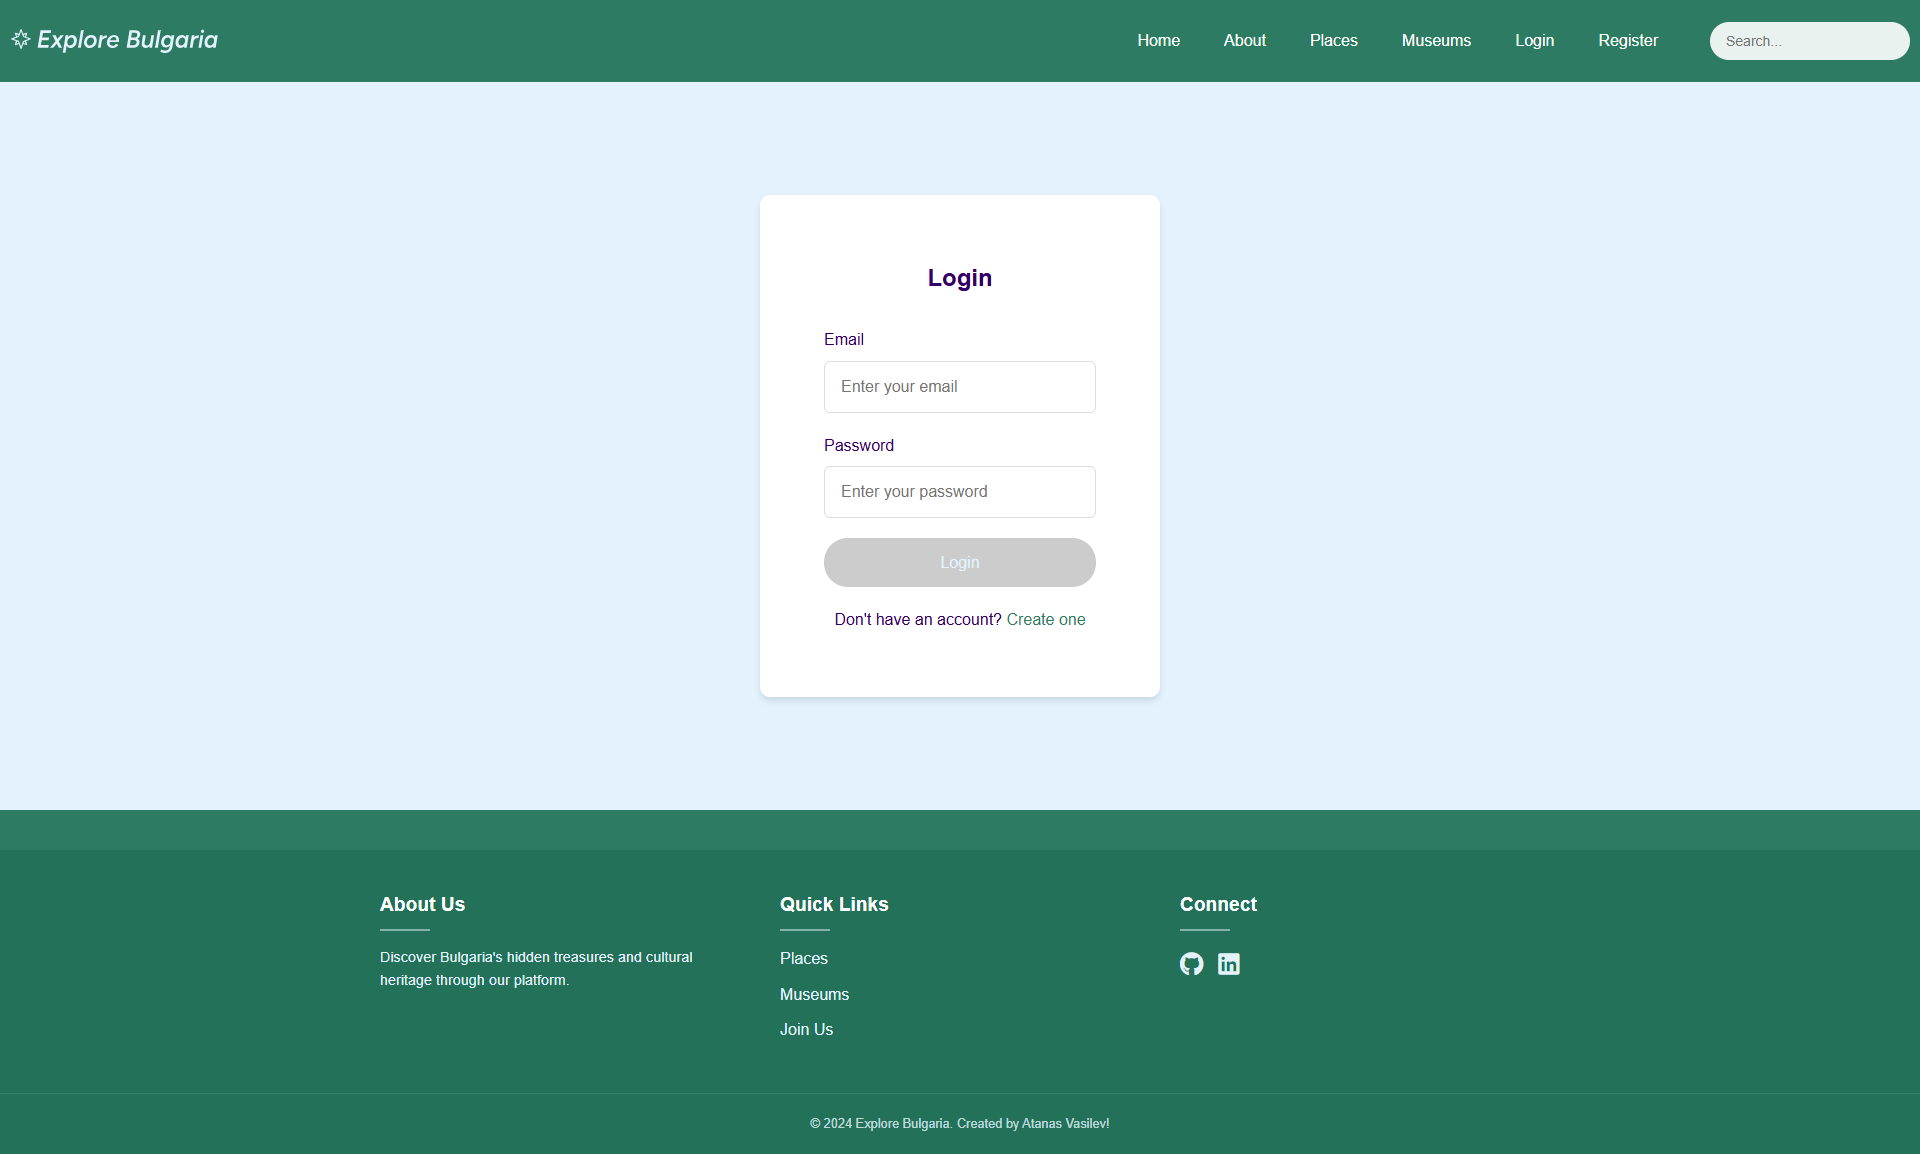 Explore Bulgaria
Home About Places Museums Login Register Search...
Login
Email
Enter your email
Password
Enter your password
Login
Don't have an account? Create one
About Us
Discover Bulgaria's hidden treasures and cultural
heritage through our platform.
Quick Links
Places
Museums
Join Us
Connect
© 2024 Explore Bulgaria. Created by Atanas Vasilev!